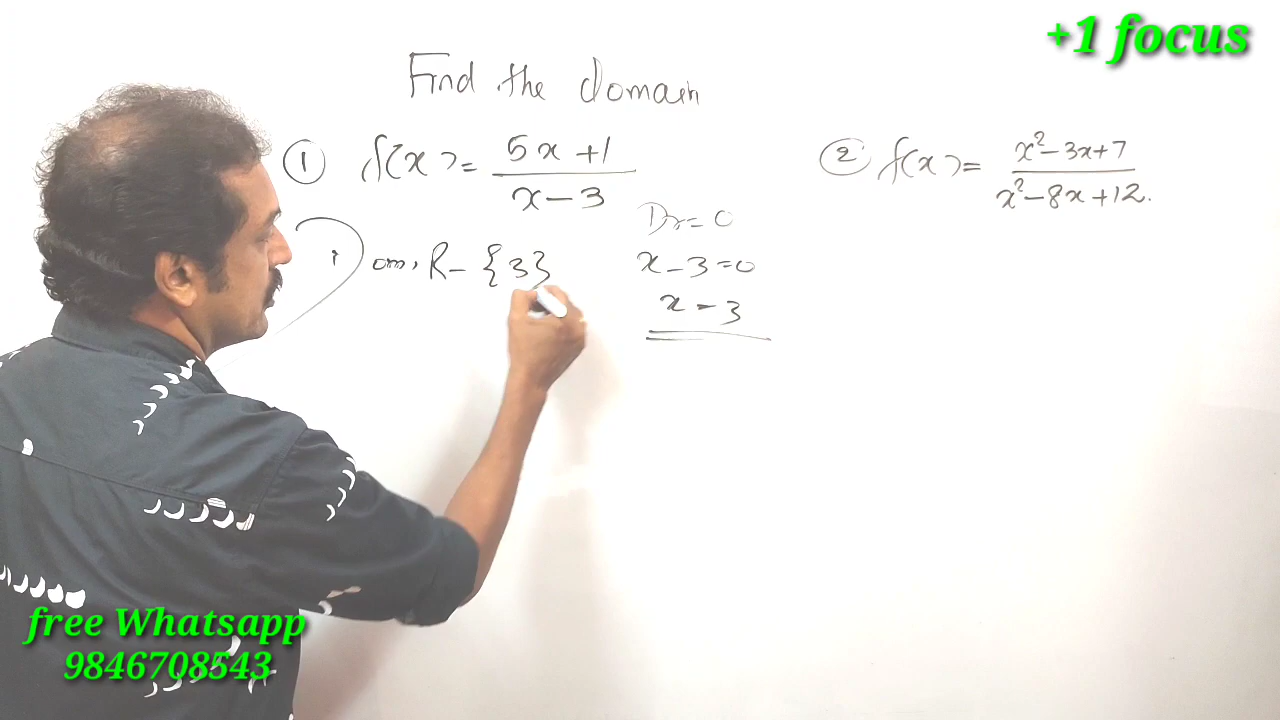 +1 focus
Find the domain
① f(x) = 5x+1 / x-3
Dr = 0
x-3=0
x-3
Dom, R - {3}
② f(x) = x²-3x+7 / x²-8x+12.
free Whatsapp
9846708543